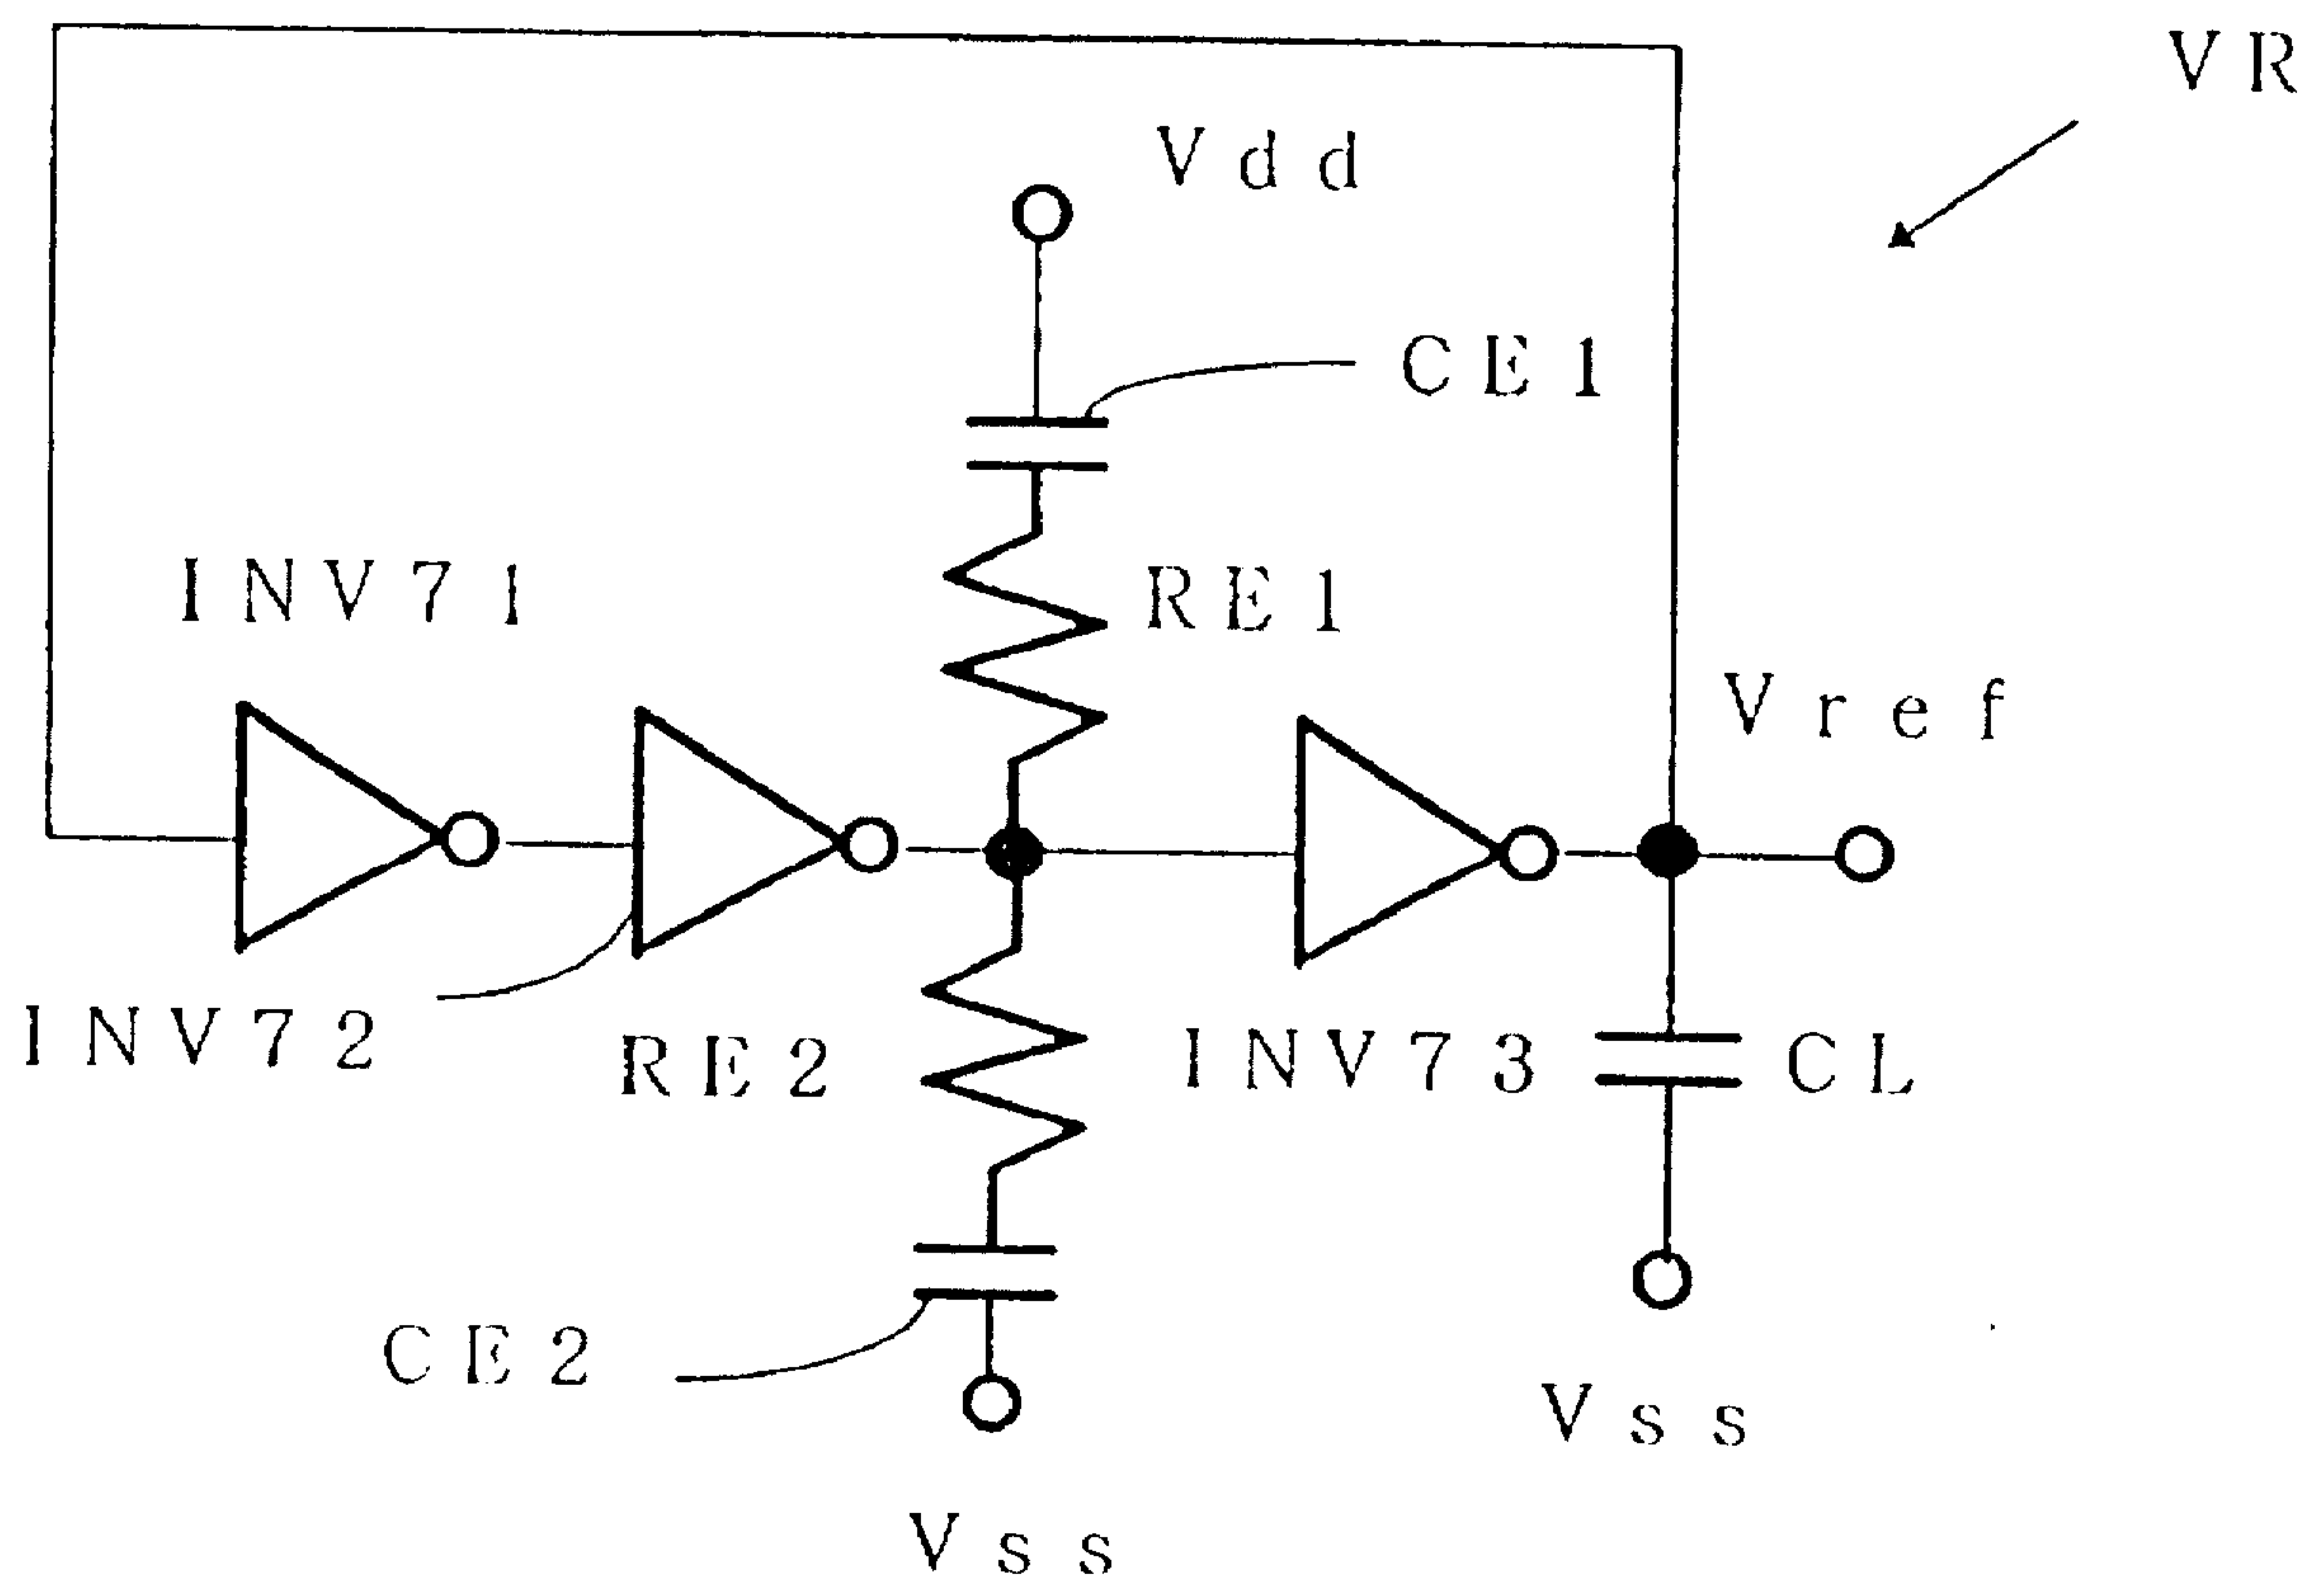 VR
Vdd
CE1
INV71
RE1
Vref
INV72
RE2
INV73
CL
CE2
Vss
Vss